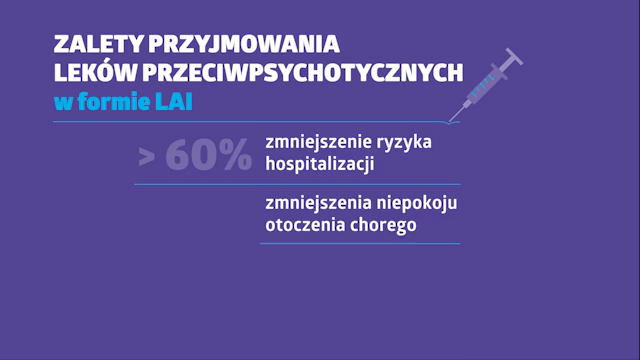 ZALETY PRZYJMOWANIA
LEKÓW PRZECIWPSYCHOTYCZNYCH
w formie LAI
> 60%
zmniejszenie ryzyka
hospitalizacji
zmniejszenia niepokoju
otoczenia chorego